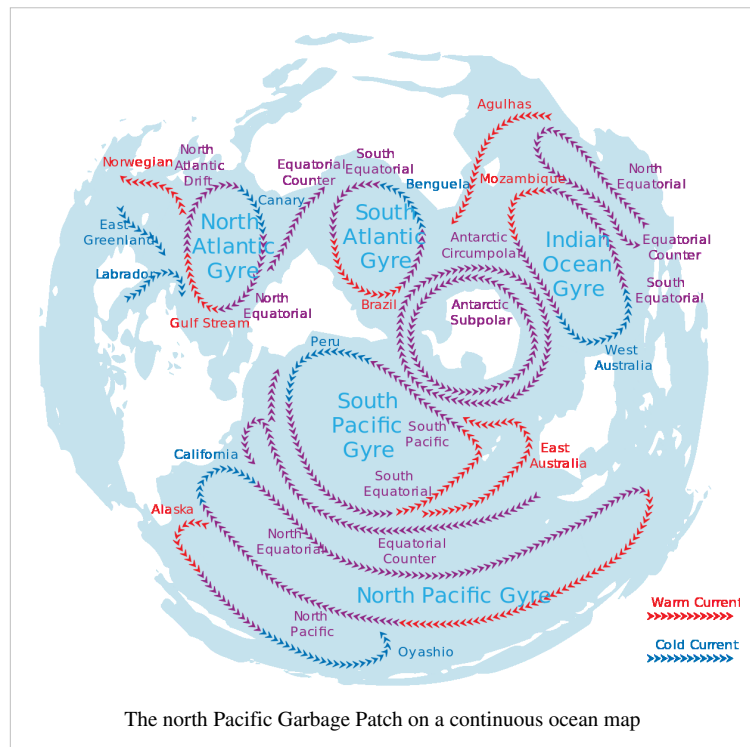 Agulhas
North
Atlantic
Drift
South
Equatorial
Norwegian
Equatorial
Counter
Benguela
Mozambique
North
Equatorial
Canary
East
Greenland
North
Atlantic
Gyre
South
Atlantic
Gyre
Antarctic
Circumpolar
Indian
Ocean
Gyre
Equatorial
Counter
Labrador
South
Equatorial
North
Equatorial
Brazil
Antarctic
Subpolar
Gulf Stream
Peru
West
Australia
South
Pacific
Gyre
South
Pacific
California
East
Australia
South
Equatorial
Alaska
North
Equatorial
Equatorial
Counter
North Pacific Gyre
North
Pacific
Warm Current
Cold Current
Oyashio
The north Pacific Garbage Patch on a continuous ocean map